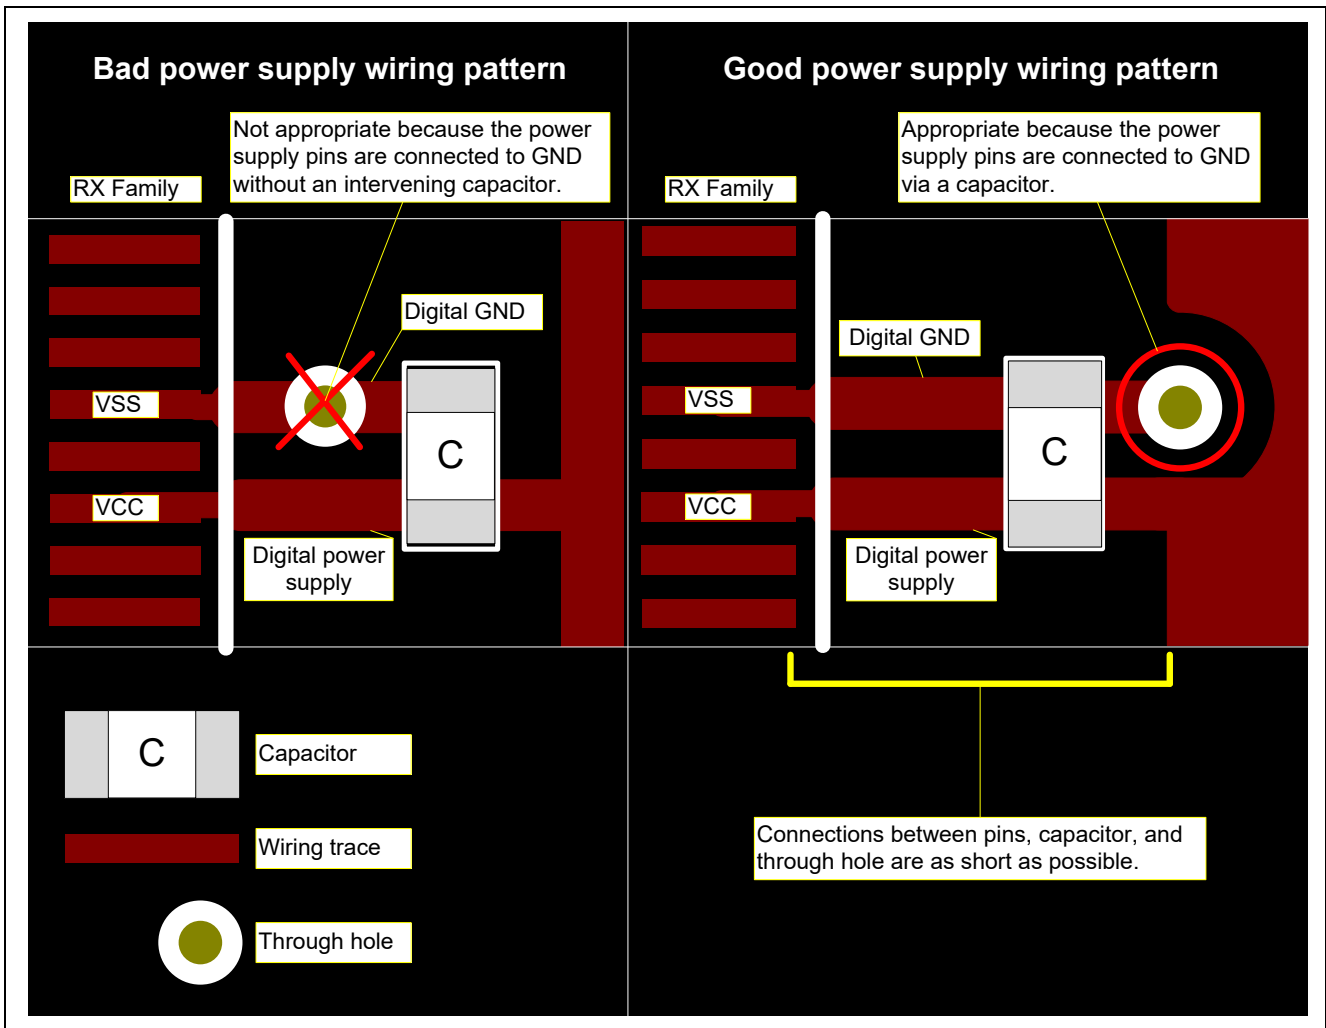 Bad power supply wiring pattern
Not appropriate because the power
supply pins are connected to GND
without an intervening capacitor.
RX Family
Digital GND
VSS
C
VCC
Digital power
supply
Good power supply wiring pattern
Appropriate because the power
supply pins are connected to GND
via a capacitor.
RX Family
Digital GND
VSS
C
VCC
Digital power
supply
C
Capacitor
Wiring trace
Through hole
Connections between pins, capacitor, and
through hole are as short as possible.